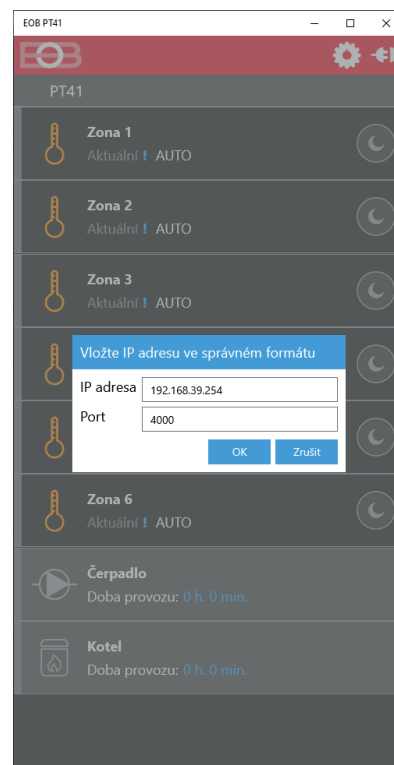 EOB PT41
EOB
PT41
Zona 1
Aktuální ! AUTO
Zona 2
Aktuální ! AUTO
Zona 3
Aktuální ! AUTO
Vložte IP adresu ve správném formátu
IP adresa 192.168.39.254
Port 4000
OK Zrušit
Zona 6
Aktuální ! AUTO
Čerpadlo
Doba provozu: 0 h. 0 min.
Kotel
Doba provozu: 0 h. 0 min.